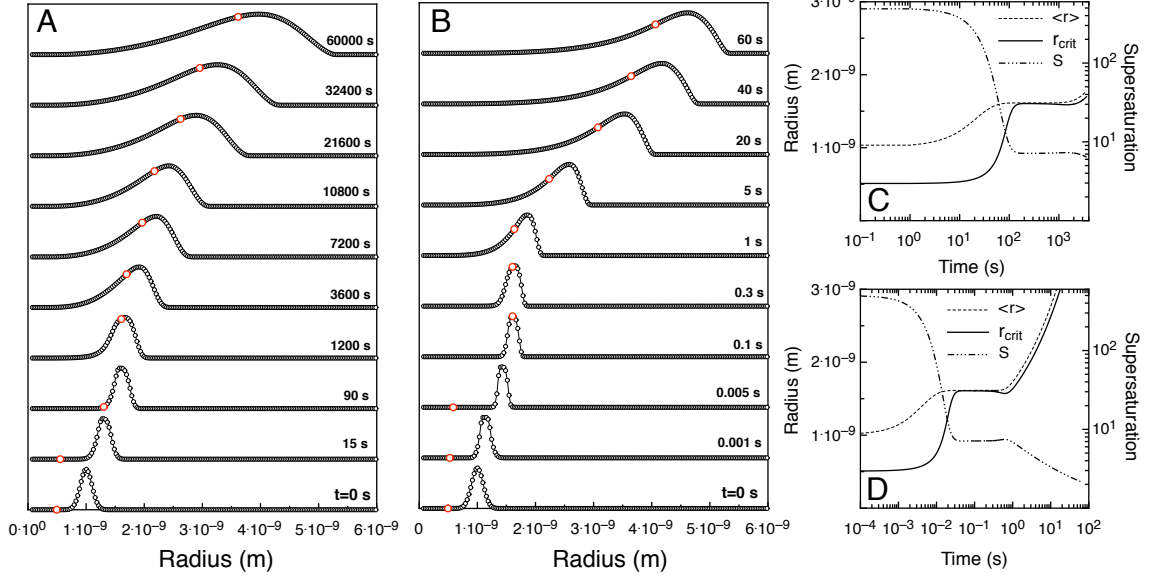 A
60000 s
32400 s
21600 s
10800 s
7200 s
3600 s
1200 s
90 s
15 s
t=0 s
0·10⁰ 1·10⁻⁹ 2·10⁻⁹ 3·10⁻⁹ 4·10⁻⁹ 5·10⁻⁹ 6·10⁻⁹
Radius (m)
B
60 s
40 s
20 s
5 s
1 s
0.3 s
0.1 s
0.005 s
0.001 s
t=0 s
1·10⁻⁹ 2·10⁻⁹ 3·10⁻⁹ 4·10⁻⁹ 5·10⁻⁹ 6·10⁻⁹
Radius (m)
3·10⁻⁹
2·10⁻⁹
1·10⁻⁹
Radius (m)
<r>
r_crit
S
10²
10¹
Supersaturation
C
10⁻¹ 10⁰ 10¹ 10² 10³
Time (s)
3·10⁻⁹
2·10⁻⁹
1·10⁻⁹
Radius (m)
<r>
r_crit
S
10²
10¹
Supersaturation
D
10⁻⁴ 10⁻³ 10⁻² 10⁻¹ 10⁰ 10¹ 10²
Time (s)